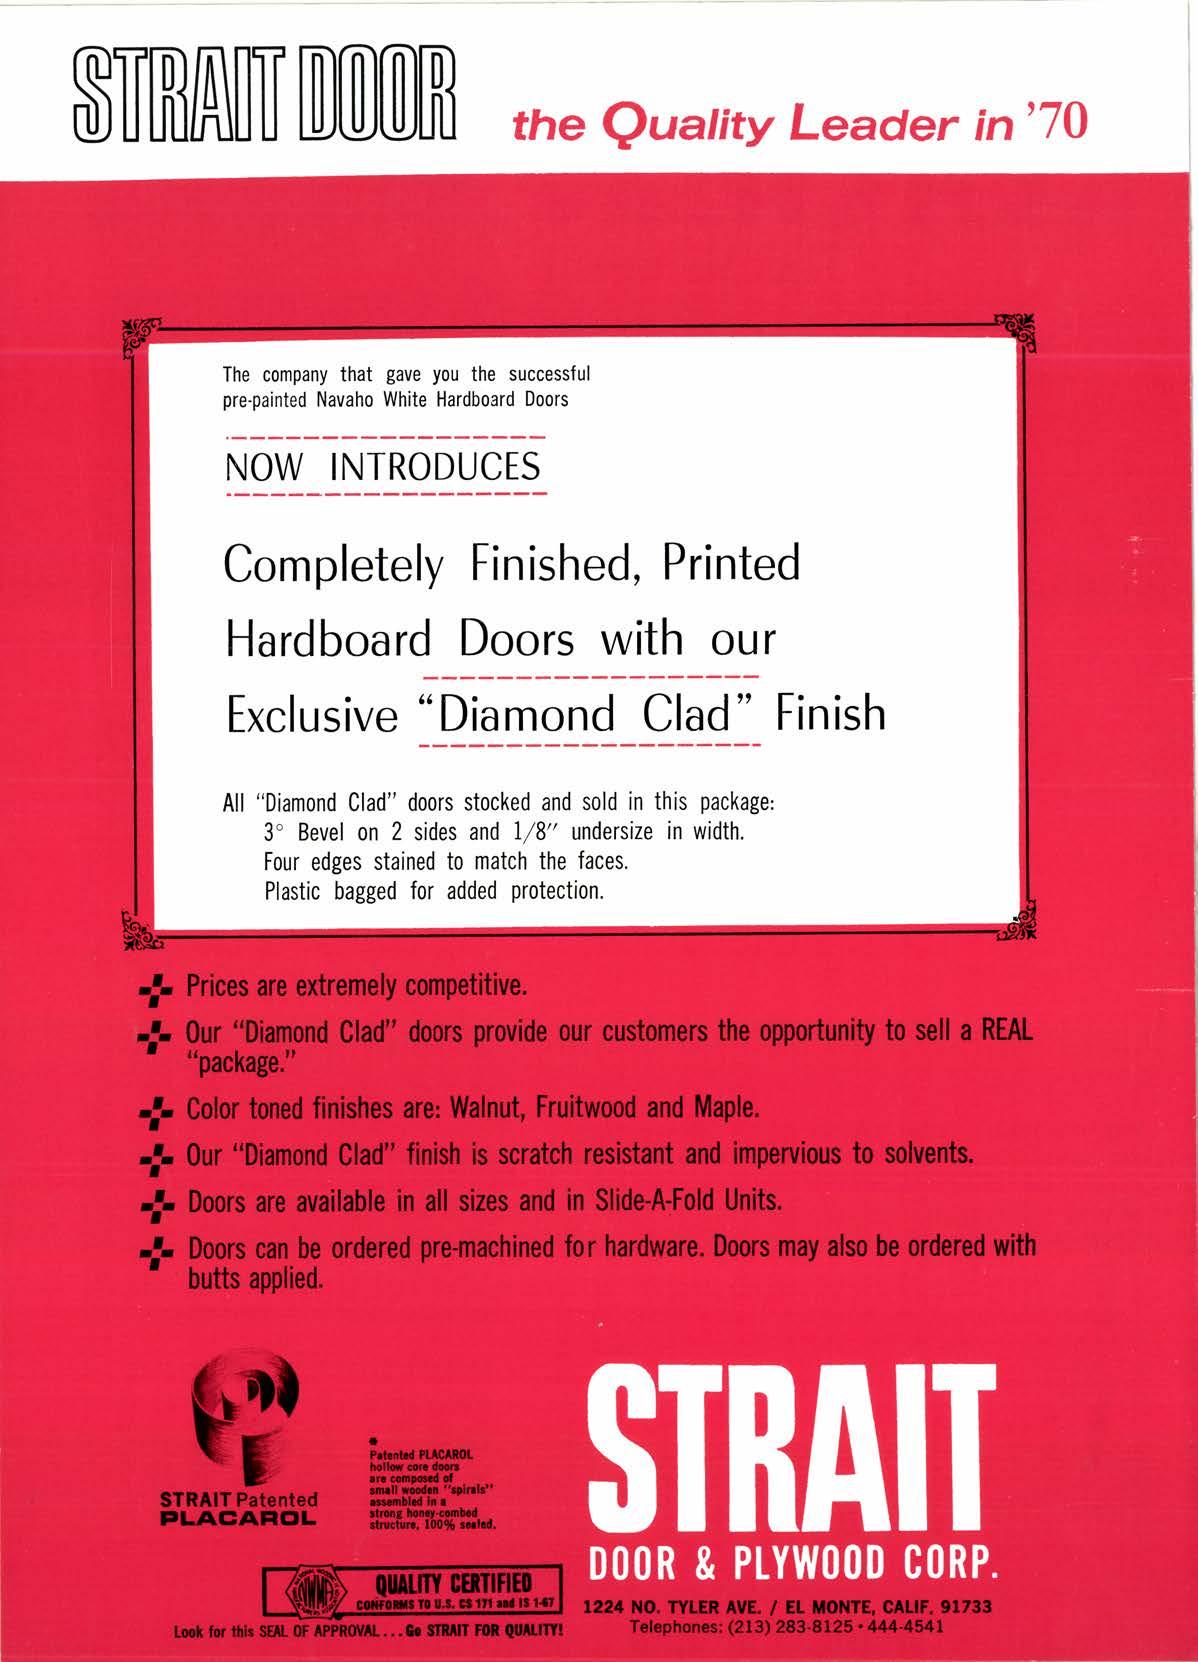 STRAIT DOOR
the Quality Leader in '70
The company that gave you the successful
pre-painted Navaho White Hardboard Doors
NOW INTRODUCES
Completely Finished, Printed
Hardboard Doors with our
Exclusive “Diamond Clad” Finish
All “Diamond Clad” doors stocked and sold in this package:
3° Bevel on 2 sides and 1/8″ undersize in width.
Four edges stained to match the faces.
Plastic bagged for added protection.
Prices are extremely competitive.
Our “Diamond Clad” doors provide our customers the opportunity to sell a REAL
“package.”
Color toned finishes are: Walnut, Fruitwood and Maple.
Our “Diamond Clad” finish is scratch resistant and impervious to solvents.
Doors are available in all sizes and in Slide-A-Fold Units.
Doors can be ordered pre-machined for hardware. Doors may also be ordered with
butts applied.
STRAIT Patented
PLACAROL
*
Patented PLACAROL
hollow core doors
are composed of
small wooden “spirals”
assembled in a
strong honey-combed
structure, 100% sealed.
NWMA
QUALITY CERTIFIED
CONFORMS TO U.S. CS 171 and IS 1-67
Look for this SEAL OF APPROVAL... Go STRAIT FOR QUALITY!
STRAIT
DOOR & PLYWOOD CORP.
1224 NO. TYLER AVE. / EL MONTE, CALIF. 91733
Telephones: (213) 283-8125 • 444-4541